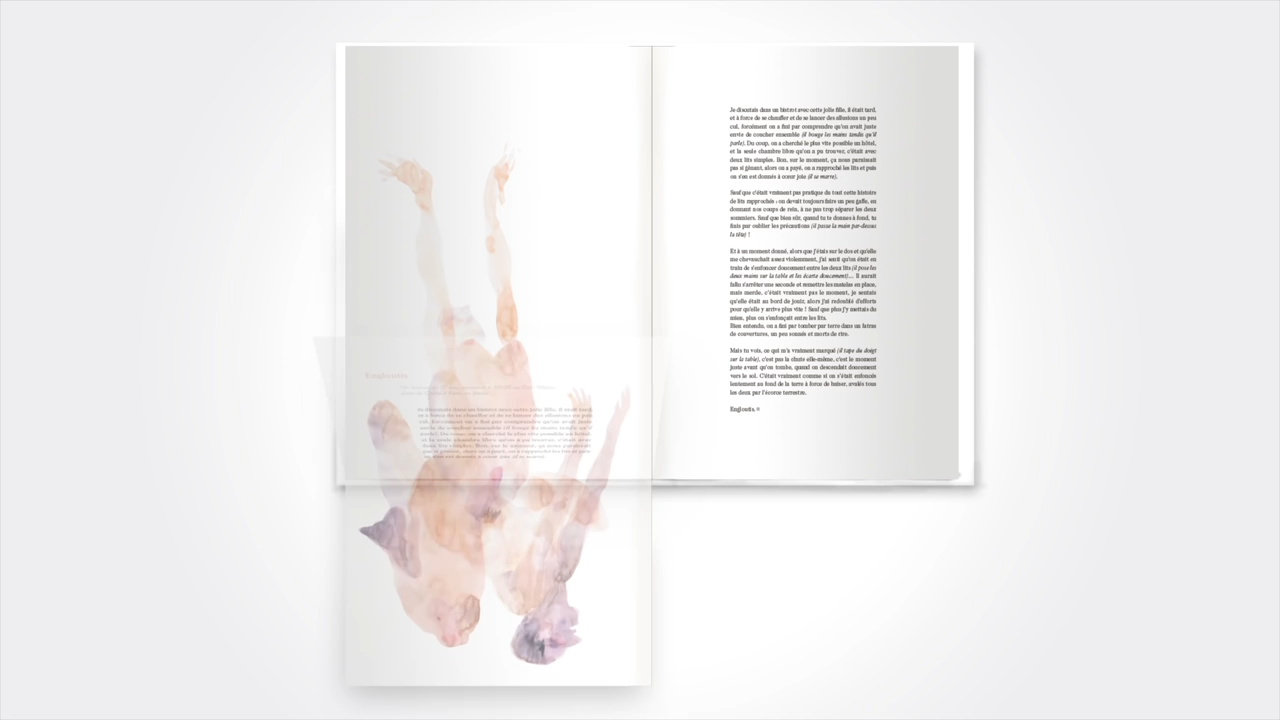 Engloutis.
Je discutais dans un bistrot avec cette jolie fille, il était tard,
et à force de se chauffer et de se lancer des allusions un peu
cul, forcément on a fini par comprendre qu'on avait juste
envie de coucher ensemble (il bouge les mains tandis qu'il
parle). Du coup, on a cherché le plus vite possible un hôtel,
et la seule chambre libre qu'on a pu trouver, c'était avec
deux lits simples. Bon, sur le moment, ça nous paraissait
pas si gênant, alors on a payé, on a rapproché les lits et puis
on s'en est donnés à cœur joie (il se marre).
Sauf que c'était vraiment pas pratique du tout cette histoire
de lits rapprochés : on devait toujours faire un peu gaffe, en
donnant nos coups de rein, à ne pas trop séparer les deux
sommiers. Sauf que bien sûr, quand tu te donnes à fond, tu
finis par oublier les précautions (il passe la main par-dessus
la tête) !
Et à un moment donné, alors que j'étais sur le dos et qu'elle
me chevauchait assez violemment, j'ai senti qu'on était en
train de s'enfoncer doucement entre les deux lits (il pose les
deux mains sur la table et les écarte doucement)… Il aurait
fallu s'arrêter une seconde et remettre les matelas en place,
mais merde, c'était vraiment pas le moment, je sentais
qu'elle était au bord de jouir, alors j'ai redoublé d'efforts
pour qu'elle y arrive plus vite ! Sauf que plus j'y mettais du
mien, plus on s'enfonçait entre les lits.
Bien entendu, on a fini par tomber par terre dans un fatras
de couvertures, un peu sonnés et morts de rire.
Mais tu vois, ce qui m'a vraiment marqué (il tape du doigt
sur la table), c'est pas la chute elle-même, c'est le moment
juste avant qu'on tombe, quand on descendait doucement
vers le sol. C'était vraiment comme si on s'était enfoncés
lentement au fond de la terre à force de baiser, avalés tous
les deux par l'écorce terrestre.
Engloutis.